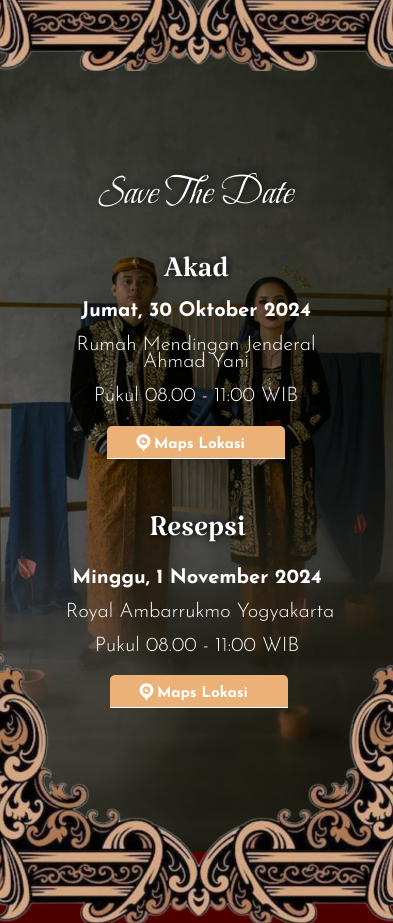 Save The Date
Akad
Jumat, 30 Oktober 2024
Rumah Mendingan Jenderal
Ahmad Yani
Pukul 08.00 - 11:00 WIB
Maps Lokasi
Resepsi
Minggu, 1 November 2024
Royal Ambarrukmo Yogyakarta
Pukul 08.00 - 11:00 WIB
Maps Lokasi